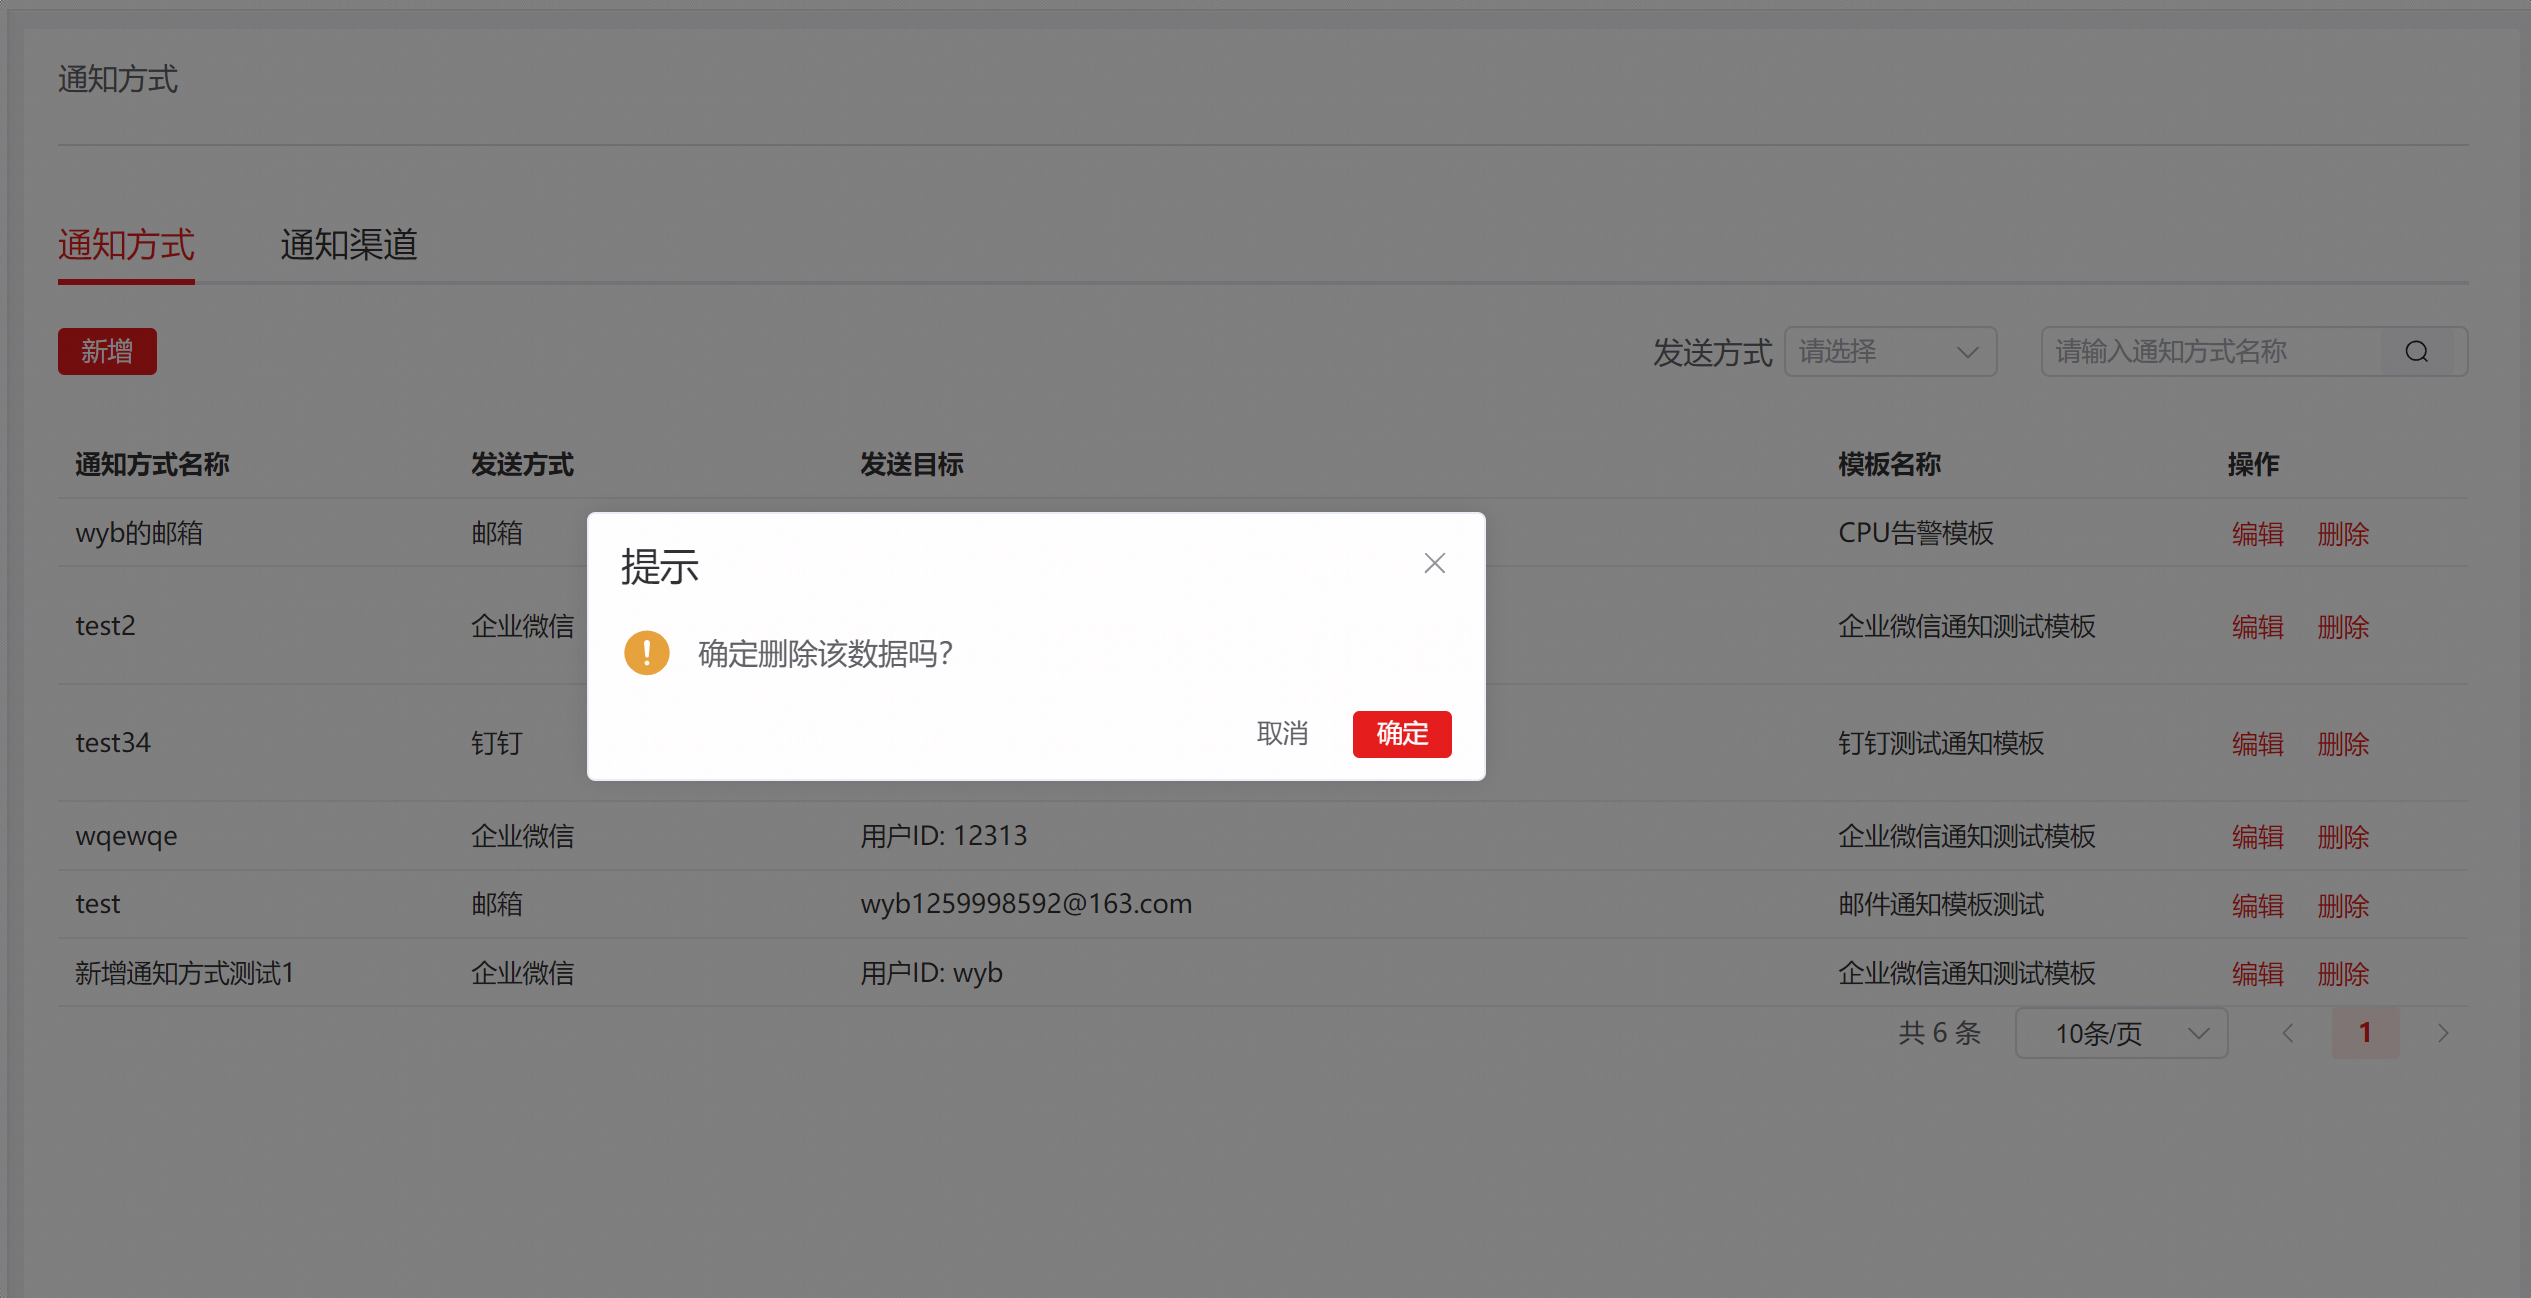 通知方式
通知方式 通知渠道
新增 发送方式 请选择 请输入通知方式名称
通知方式名称 发送方式 发送目标 模板名称 操作
wyb的邮箱 邮箱 CPU告警模板 编辑 删除
提示
test2 企业微信 企业微信通知测试模板 编辑 删除
确定删除该数据吗?
取消 确定
test34 钉钉 钉钉测试通知模板 编辑 删除
wqewqe 企业微信 用户ID: 12313 企业微信通知测试模板 编辑 删除
test 邮箱 wyb1259998592@163.com 邮件通知模板测试 编辑 删除
新增通知方式测试1 企业微信 用户ID: wyb 企业微信通知测试模板 编辑 删除
共 6 条 10条/页 1